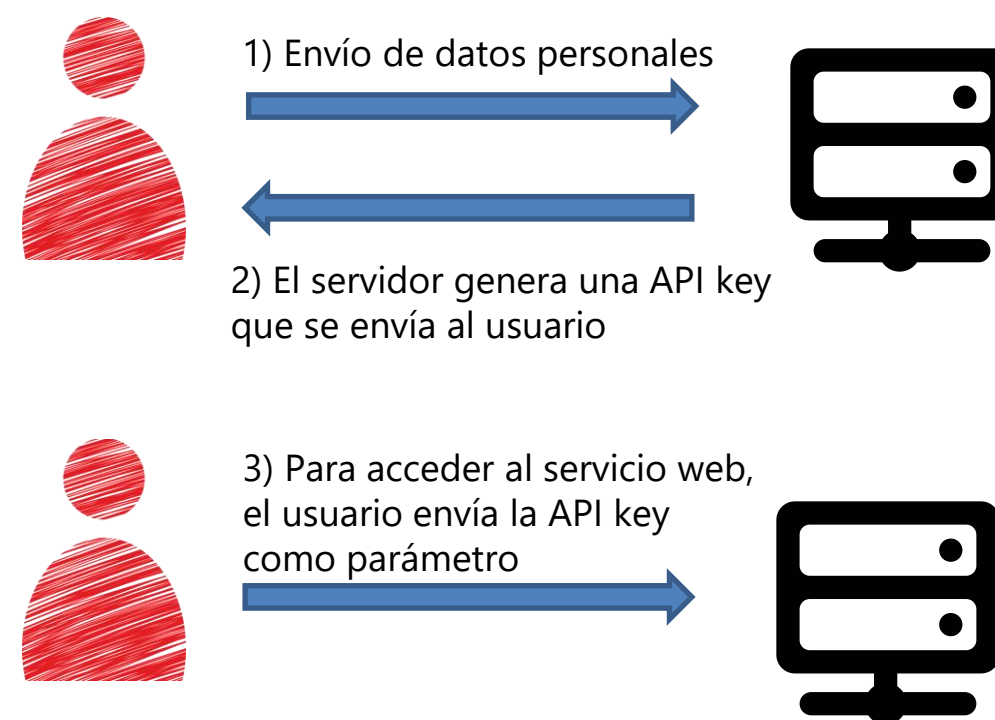 1) Envío de datos personales
2) El servidor genera una API key
que se envía al usuario
3) Para acceder al servicio web,
el usuario envía la API key
como parámetro